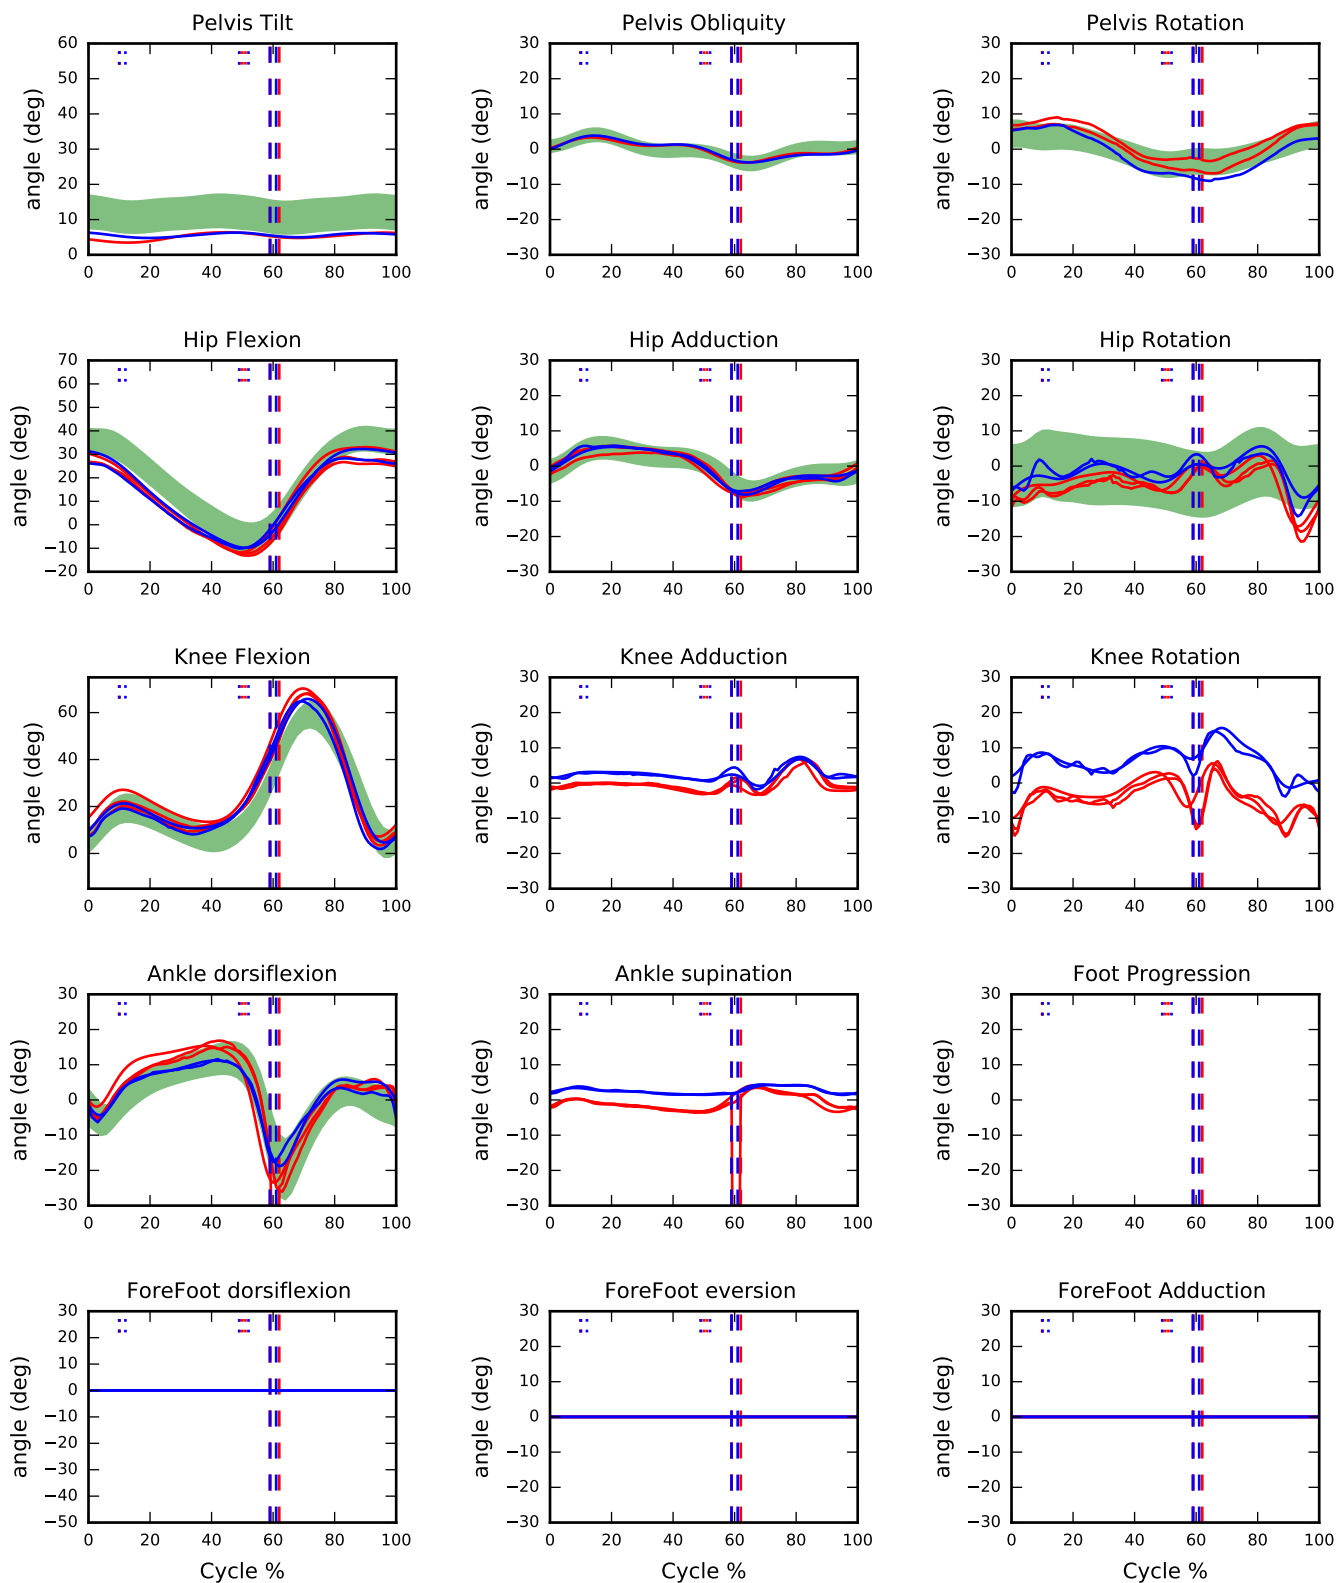 Pelvis Tilt Pelvis Obliquity Pelvis Rotation
60 30 30
50 20 20
40 10 10
30 0 0
20 −10 −10
10 −20 −20
0 −30 −30
angle (deg) angle (deg) angle (deg)
0 20 40 60 80 100 0 20 40 60 80 100 0 20 40 60 80 100
Hip Flexion Hip Adduction Hip Rotation
70 30 30
60 20 20
50 10 10
40 0 0
30 −10 −10
20 −20 −20
10 −30 −30
0
−10
−20
angle (deg) angle (deg) angle (deg)
0 20 40 60 80 100 0 20 40 60 80 100 0 20 40 60 80 100
Knee Flexion Knee Adduction Knee Rotation
60 30 30
40 20 20
20 10 10
0 0 0
−10 −10
−20 −20
−30 −30
angle (deg) angle (deg) angle (deg)
0 20 40 60 80 100 0 20 40 60 80 100 0 20 40 60 80 100
Ankle dorsiflexion Ankle supination Foot Progression
30 30 30
20 20 20
10 10 10
0 0 0
−10 −10 −10
−20 −20 −20
−30 −30 −30
angle (deg) angle (deg) angle (deg)
0 20 40 60 80 100 0 20 40 60 80 100 0 20 40 60 80 100
ForeFoot dorsiflexion ForeFoot eversion ForeFoot Adduction
30 30 30
20 20 20
10 10 10
0 0 0
−10 −10 −10
−20 −20 −20
−30 −30 −30
−40
−50
angle (deg) angle (deg) angle (deg)
0 20 40 60 80 100 0 20 40 60 80 100 0 20 40 60 80 100
Cycle % Cycle % Cycle %